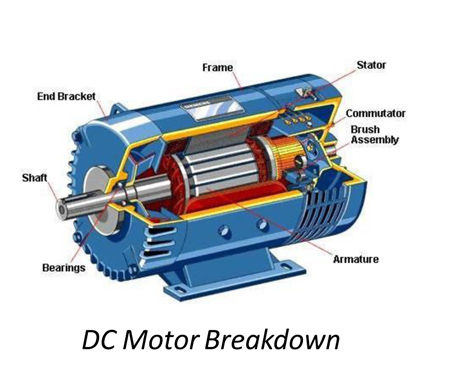 Frame
Stator
End Bracket
Commutator
Brush
Assembly
Shaft
Bearings
Armature
DC Motor Breakdown